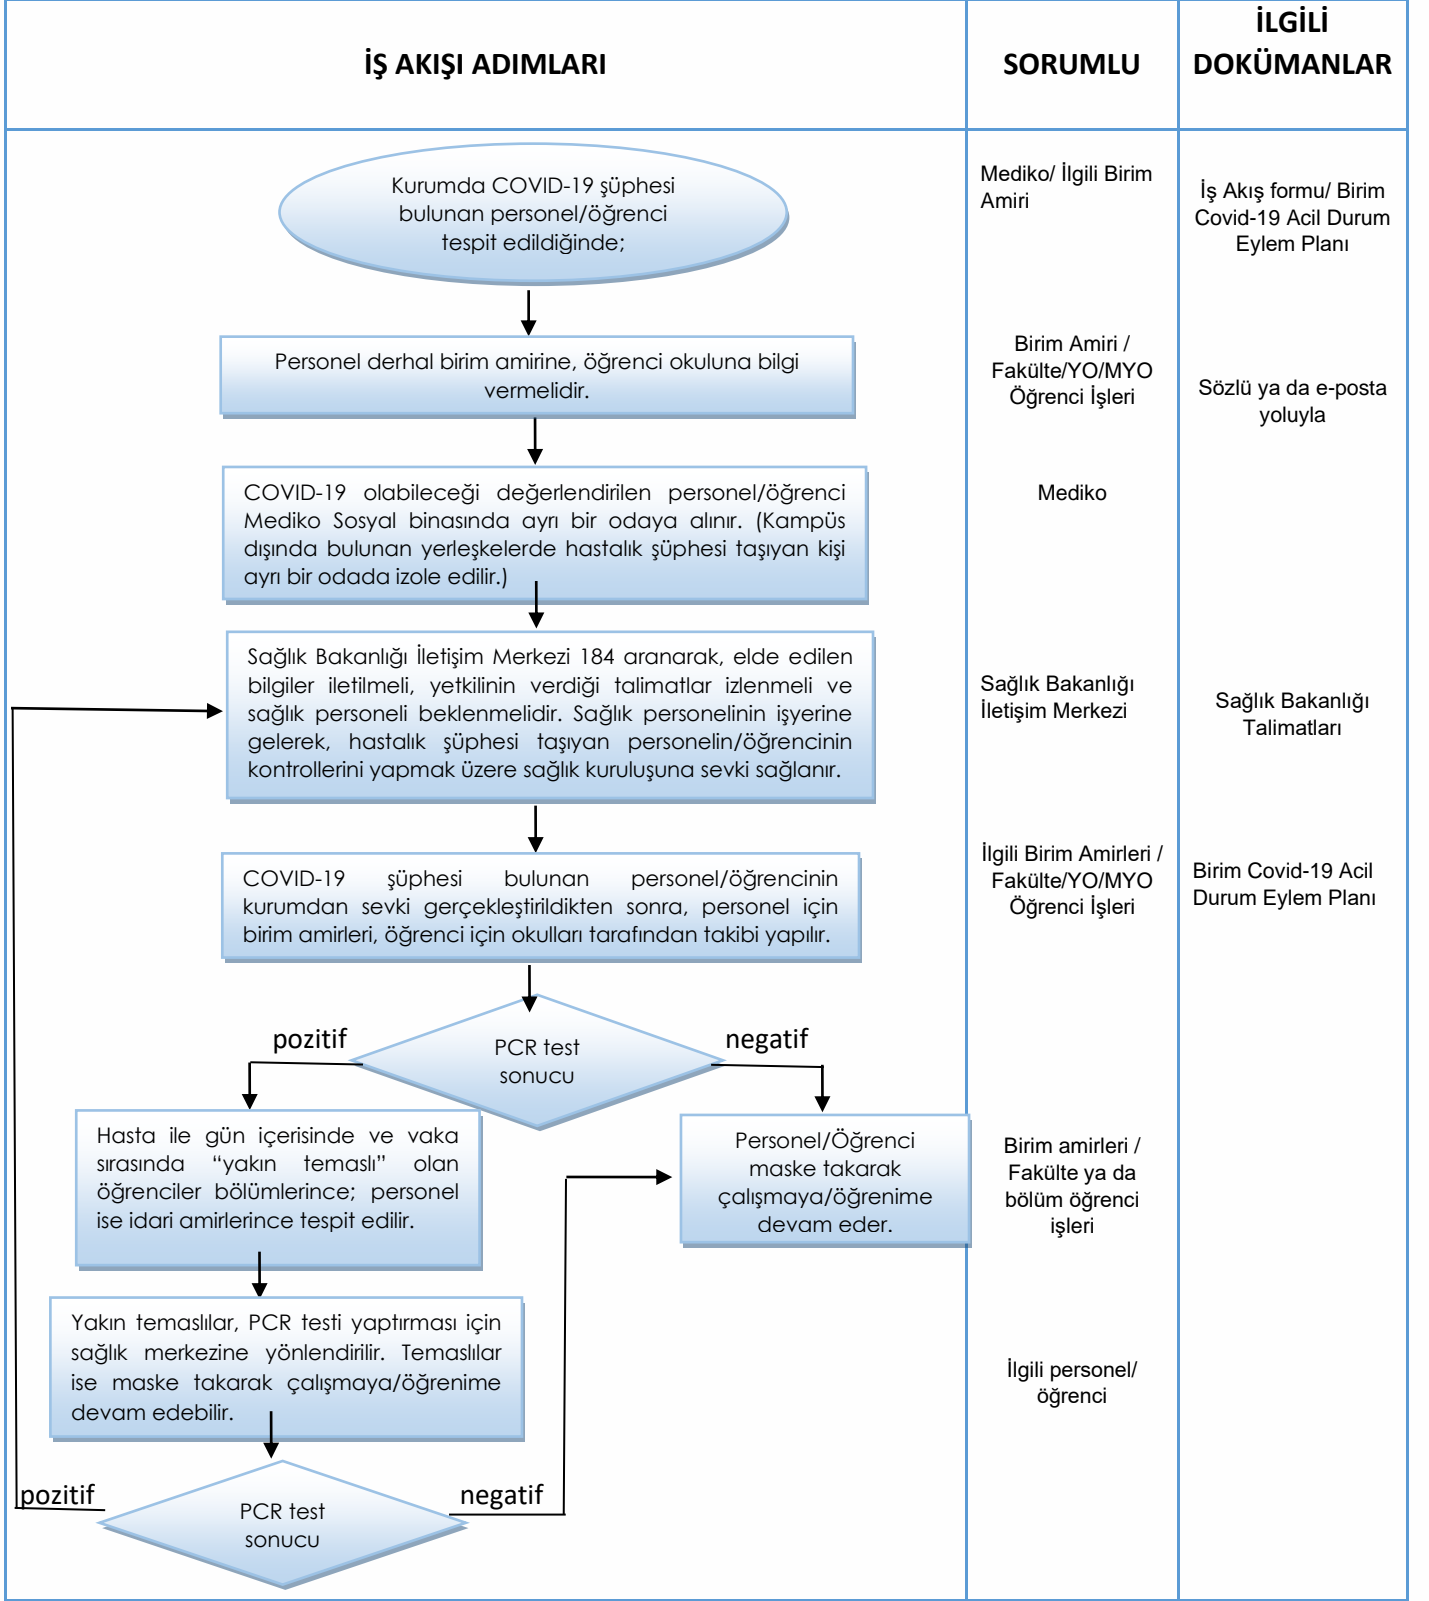 İŞ AKIŞI ADIMLARI
SORUMLU
İLGİLİ
DOKÜMANLAR
Kurumda COVID-19 şüphesi
bulunan personel/öğrenci
tespit edildiğinde;
Mediko/ İlgili Birim
Amiri
İş Akış formu/ Birim
Covid-19 Acil Durum
Eylem Planı
Personel derhal birim amirine, öğrenci okuluna bilgi
vermelidir.
Birim Amiri /
Fakülte/YO/MYO
Öğrenci İşleri
Sözlü ya da e-posta
yoluyla
COVID-19 olabileceği değerlendirilen personel/öğrenci
Mediko Sosyal binasında ayrı bir odaya alınır. (Kampüs
dışında bulunan yerleşkelerde hastalık şüphesi taşıyan kişi
ayrı bir odada izole edilir.)
Mediko
Sağlık Bakanlığı İletişim Merkezi 184 aranarak, elde edilen
bilgiler iletilmeli, yetkilinin verdiği talimatlar izlenmeli ve
sağlık personeli beklenmelidir. Sağlık personelinin işyerine
gelerek, hastalık şüphesi taşıyan personelin/öğrencinin
kontrollerini yapmak üzere sağlık kuruluşuna sevki sağlanır.
Sağlık Bakanlığı
İletişim Merkezi
Sağlık Bakanlığı
Talimatları
COVID-19 şüphesi bulunan personel/öğrencinin
kurumdan sevki gerçekleştirildikten sonra, personel için
birim amirleri, öğrenci için okulları tarafından takibi yapılır.
İlgili Birim Amirleri /
Fakülte/YO/MYO
Öğrenci İşleri
Birim Covid-19 Acil
Durum Eylem Planı
pozitif
PCR test
sonucu
negatif
Hasta ile gün içerisinde ve vaka
sırasında “yakın temaslı” olan
öğrenciler bölümlerince; personel
ise idari amirlerince tespit edilir.
Personel/Öğrenci
maske takarak
çalışmaya/öğrenime
devam eder.
Birim amirleri /
Fakülte ya da
bölüm öğrenci
işleri
Yakın temaslılar, PCR testi yaptırması için
sağlık merkezine yönlendirilir. Temaslılar
ise maske takarak çalışmaya/öğrenime
devam edebilir.
İlgili personel/
öğrenci
pozitif
PCR test
sonucu
negatif